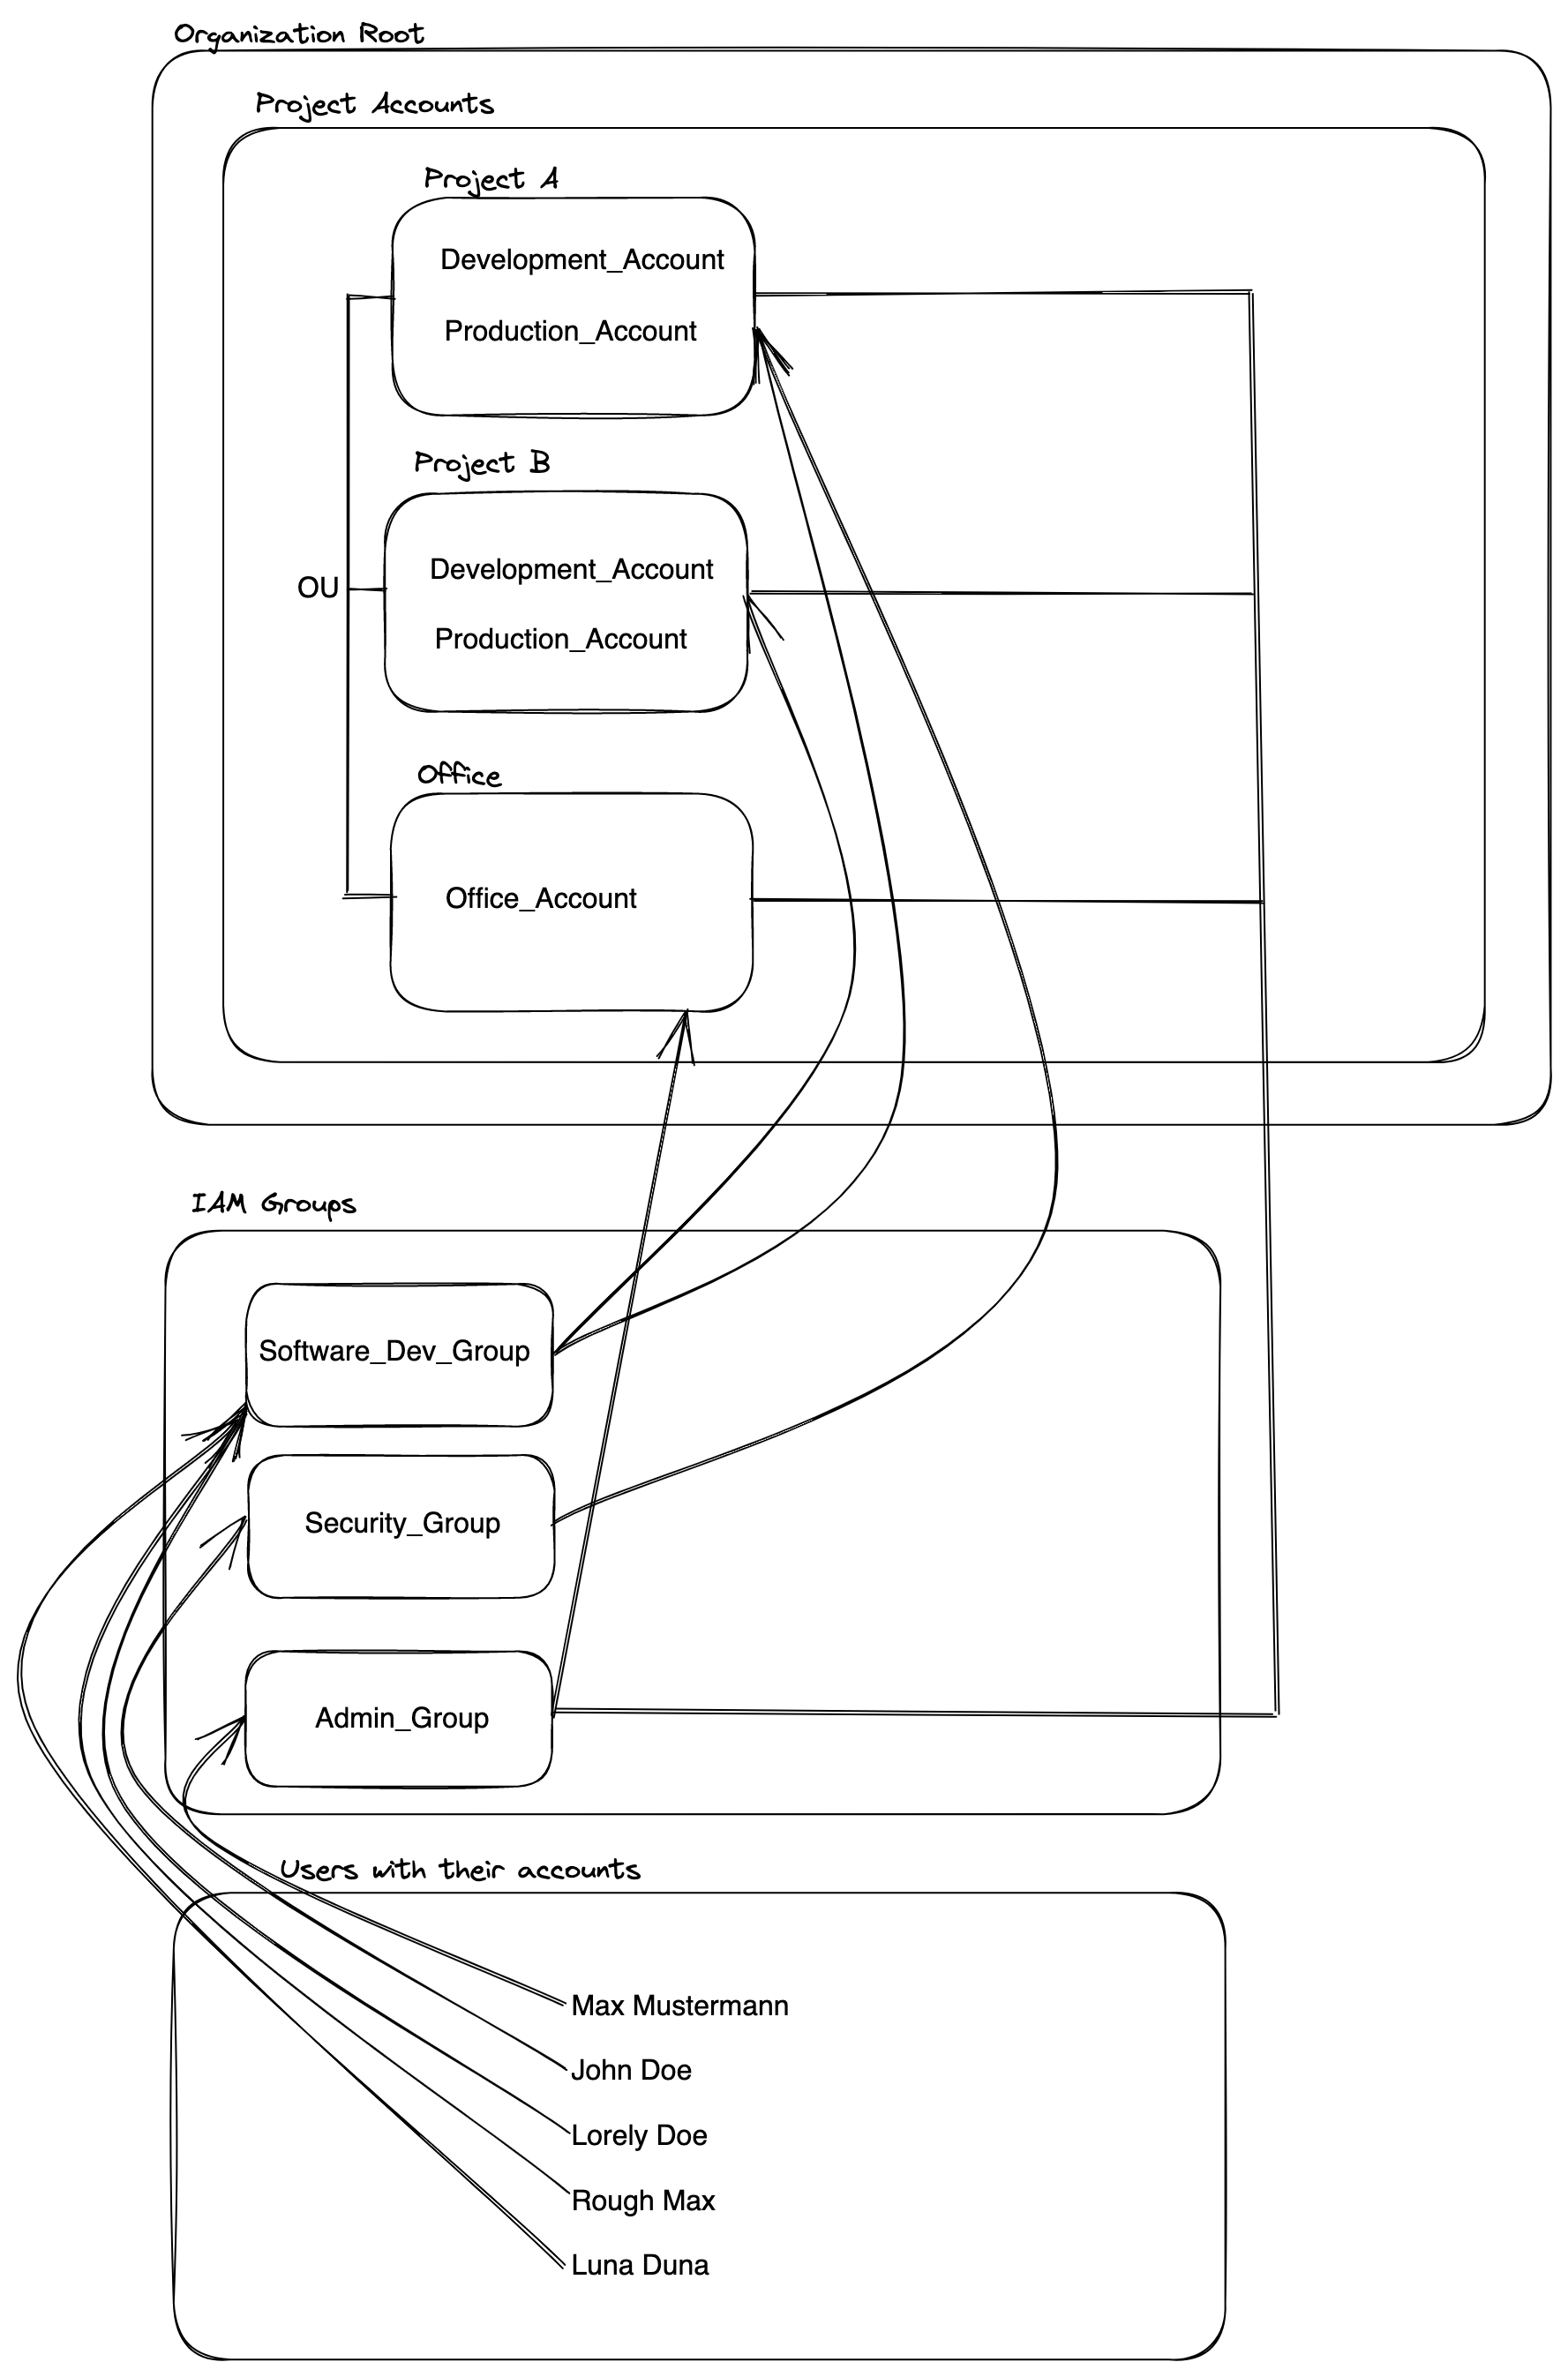 Organization Root
Project Accounts
Project A
Development_Account
Production_Account
Project B
Development_Account
OU
Production_Account
Office
Office_Account
IAM Groups
Software_Dev_Group
Security_Group
Admin_Group
Users with their accounts
Max Mustermann
John Doe
Lorely Doe
Rough Max
Luna Duna